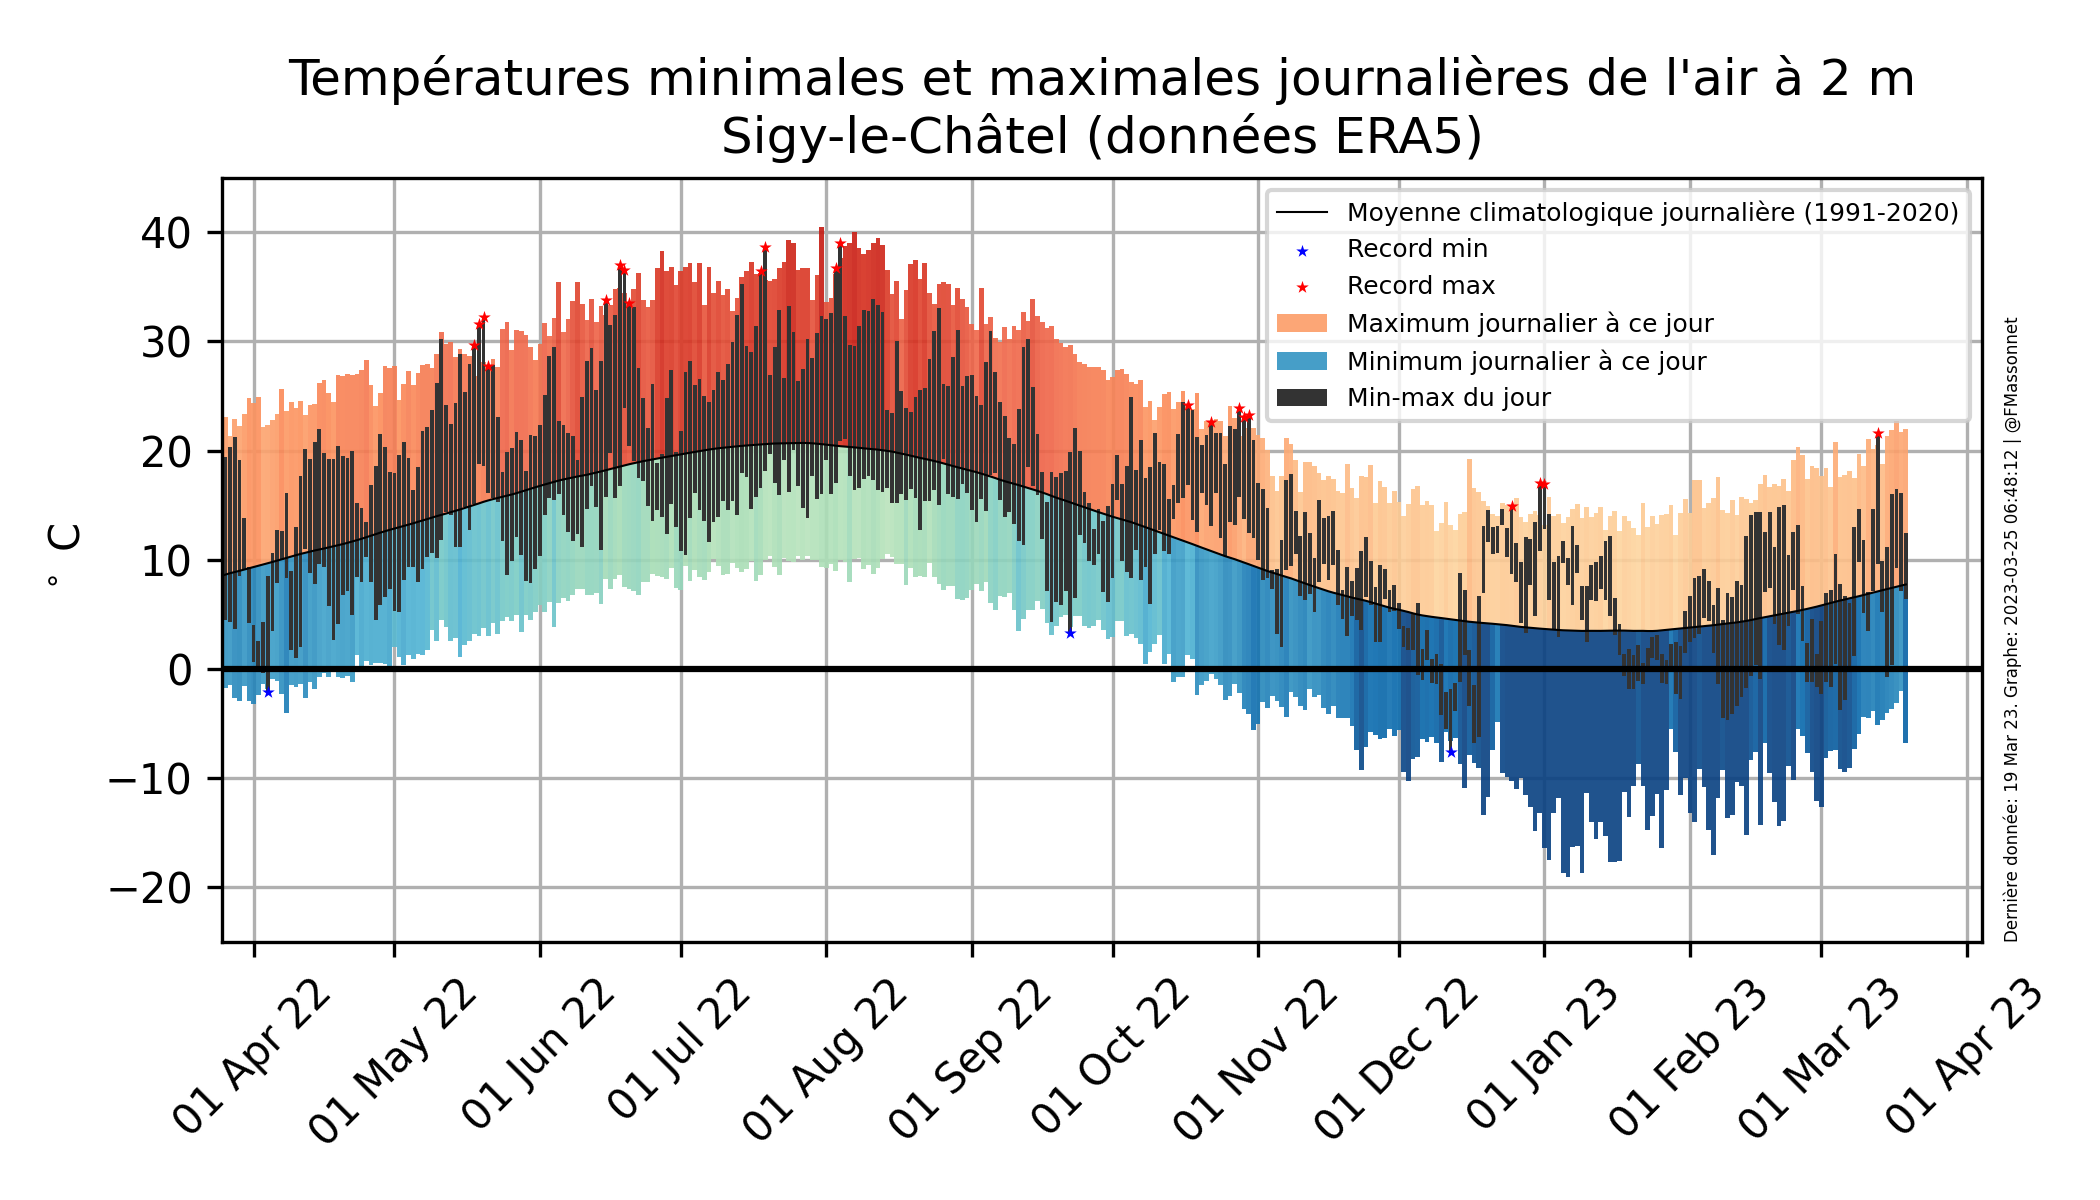 Températures minimales et maximales journalières de l'air à 2 m
Sigy-le-Châtel (données ERA5)
Moyenne climatologique journalière (1991-2020)
Record min
Record max
Maximum journalier à ce jour
Minimum journalier à ce jour
Min-max du jour
° C
40
30
20
10
0
−10
−20
01 Apr 22
01 May 22
01 Jun 22
01 Jul 22
01 Aug 22
01 Sep 22
01 Oct 22
01 Nov 22
01 Dec 22
01 Jan 23
01 Feb 23
01 Mar 23
01 Apr 23
Dernière donnée: 19 Mar 23. Graphe: 2023-03-25 06:48:12 | @FMassonnet